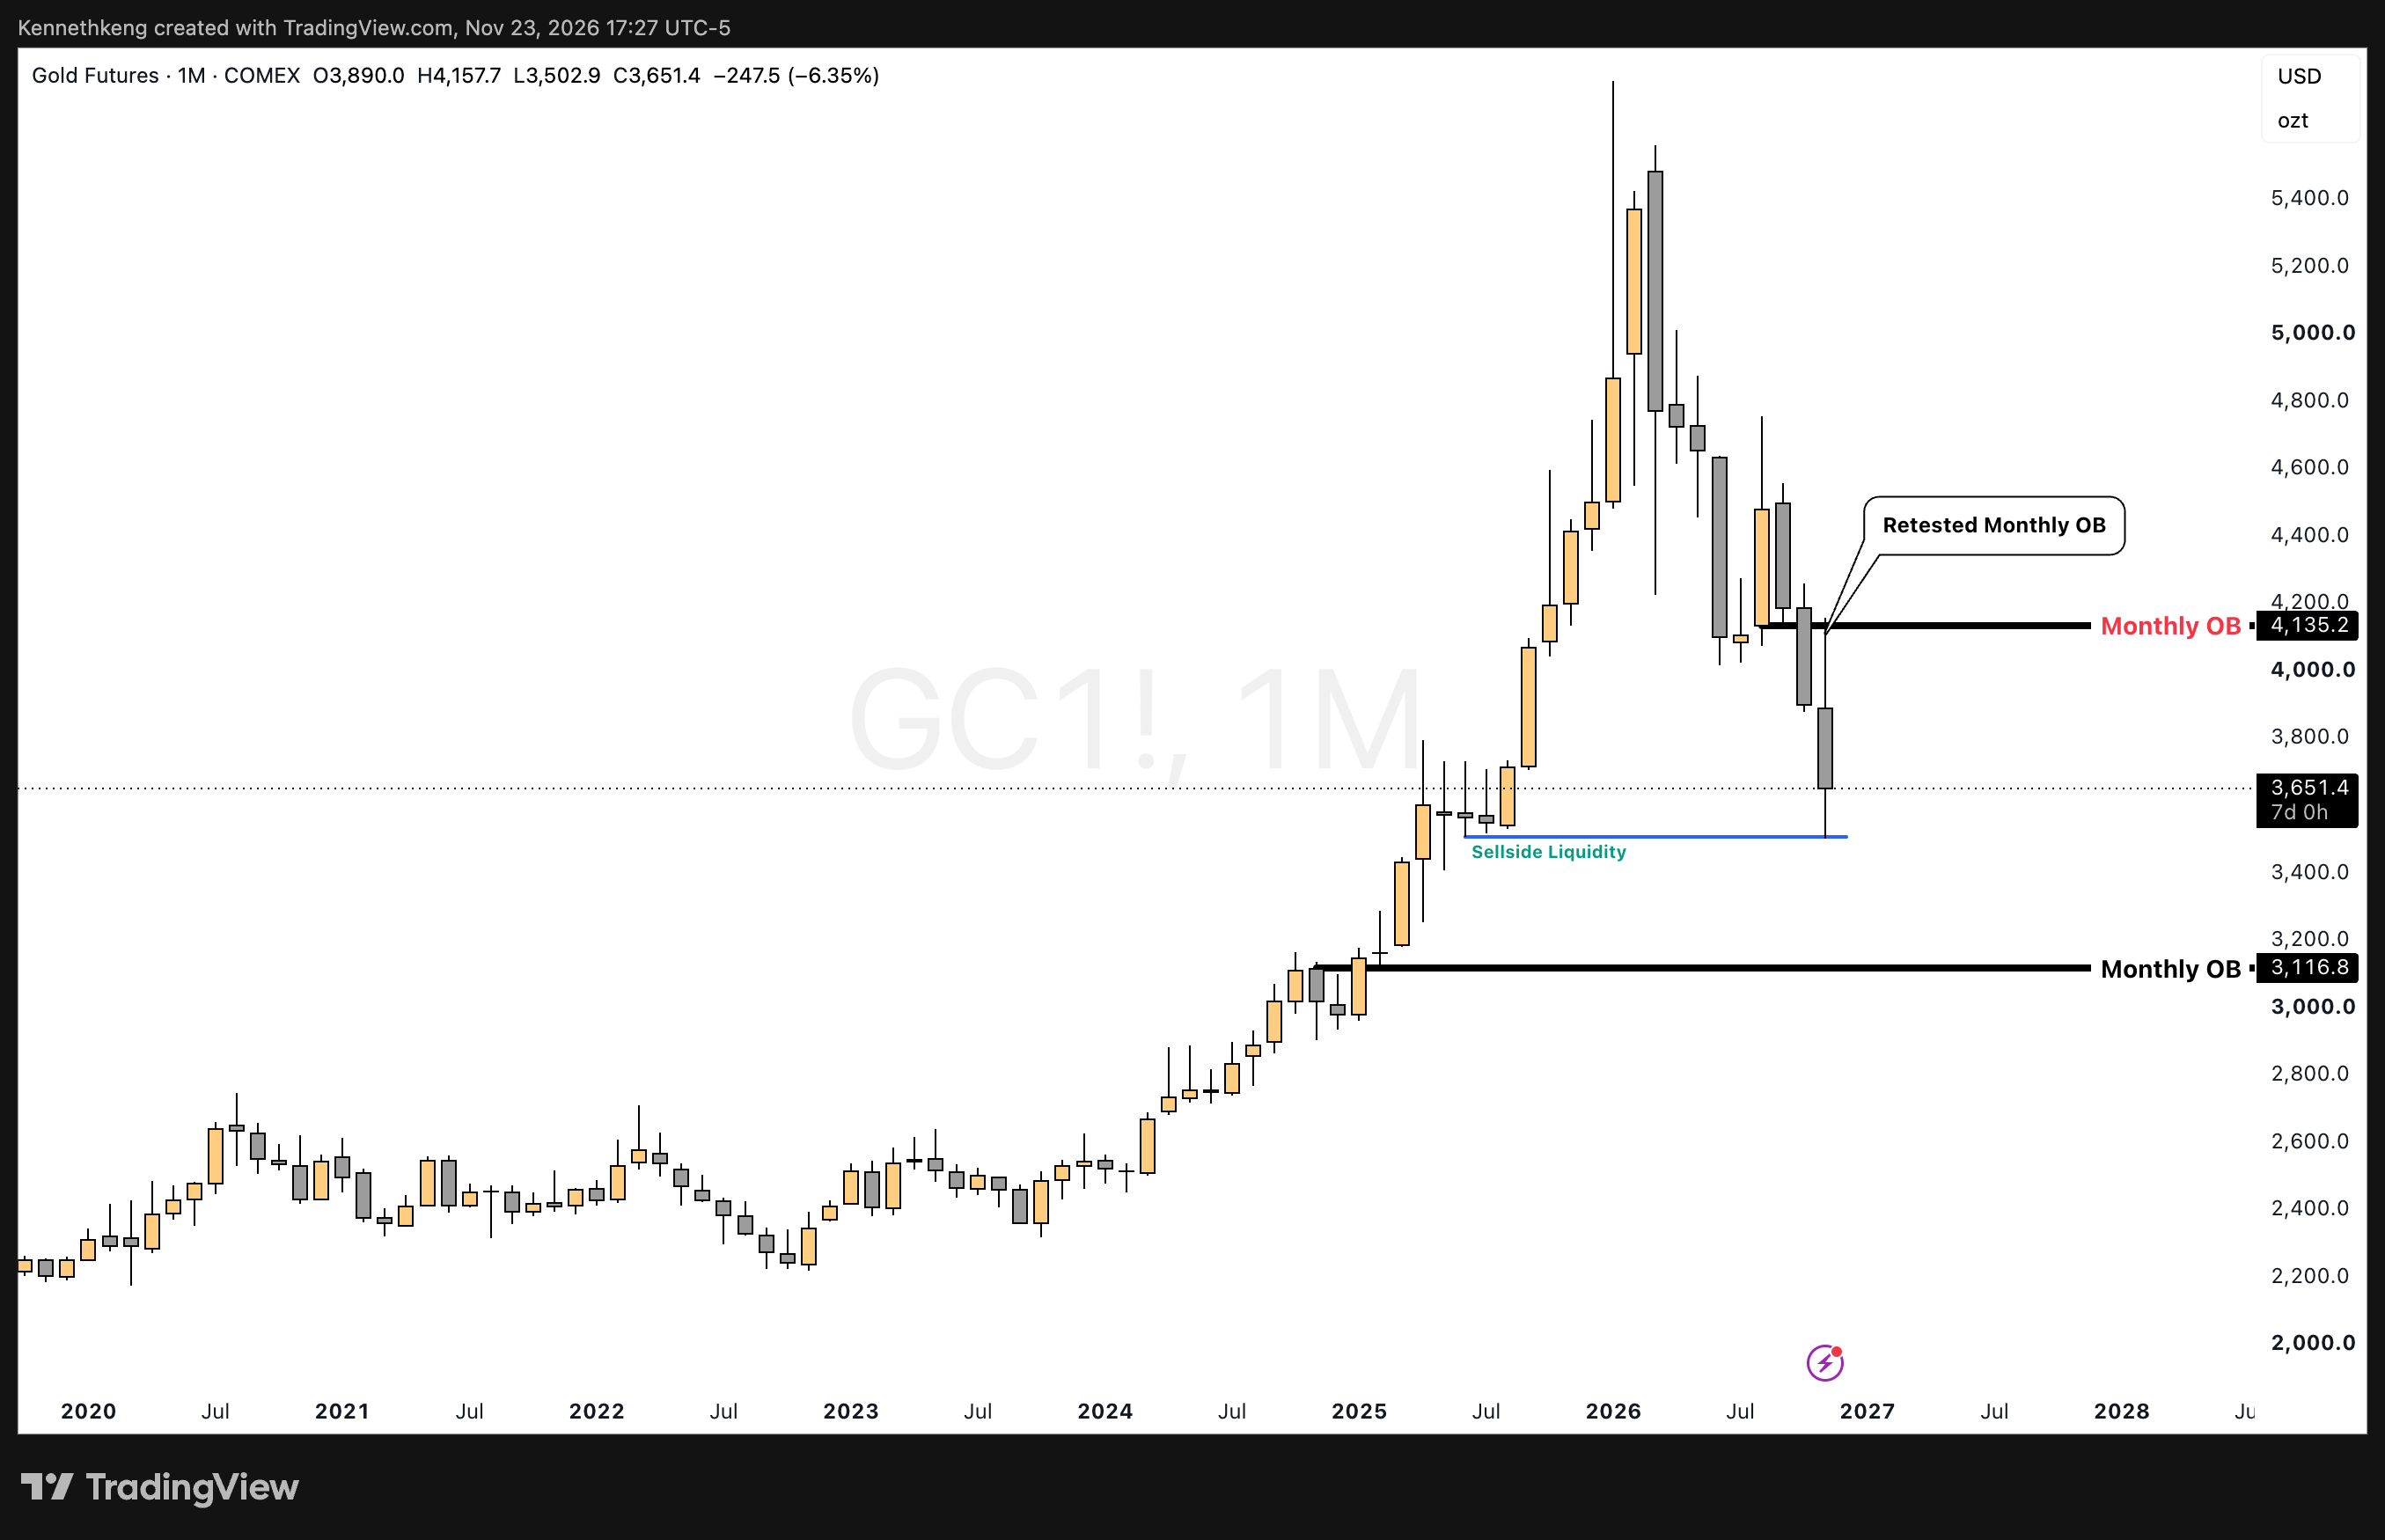 Kennethkeng created with TradingView.com, Nov 23, 2026 17:27 UTC-5
Gold Futures · 1M · COMEX O3,890.0 H4,157.7 L3,502.9 C3,651.4 −247.5 (−6.35%)
USD
ozt
5,400.0
5,200.0
5,000.0
4,800.0
4,600.0
Retested Monthly OB
4,400.0
4,200.0
Monthly OB
4,135.2
4,000.0
GC1!, 1M
3,800.0
3,651.4
7d 0h
Sellside Liquidity
3,400.0
3,200.0
Monthly OB
3,116.8
3,000.0
2,800.0
2,600.0
2,400.0
2,200.0
2,000.0
2020 Jul 2021 Jul 2022 Jul 2023 Jul 2024 Jul 2025 Jul 2026 Jul 2027 Jul 2028 Ju
TradingView